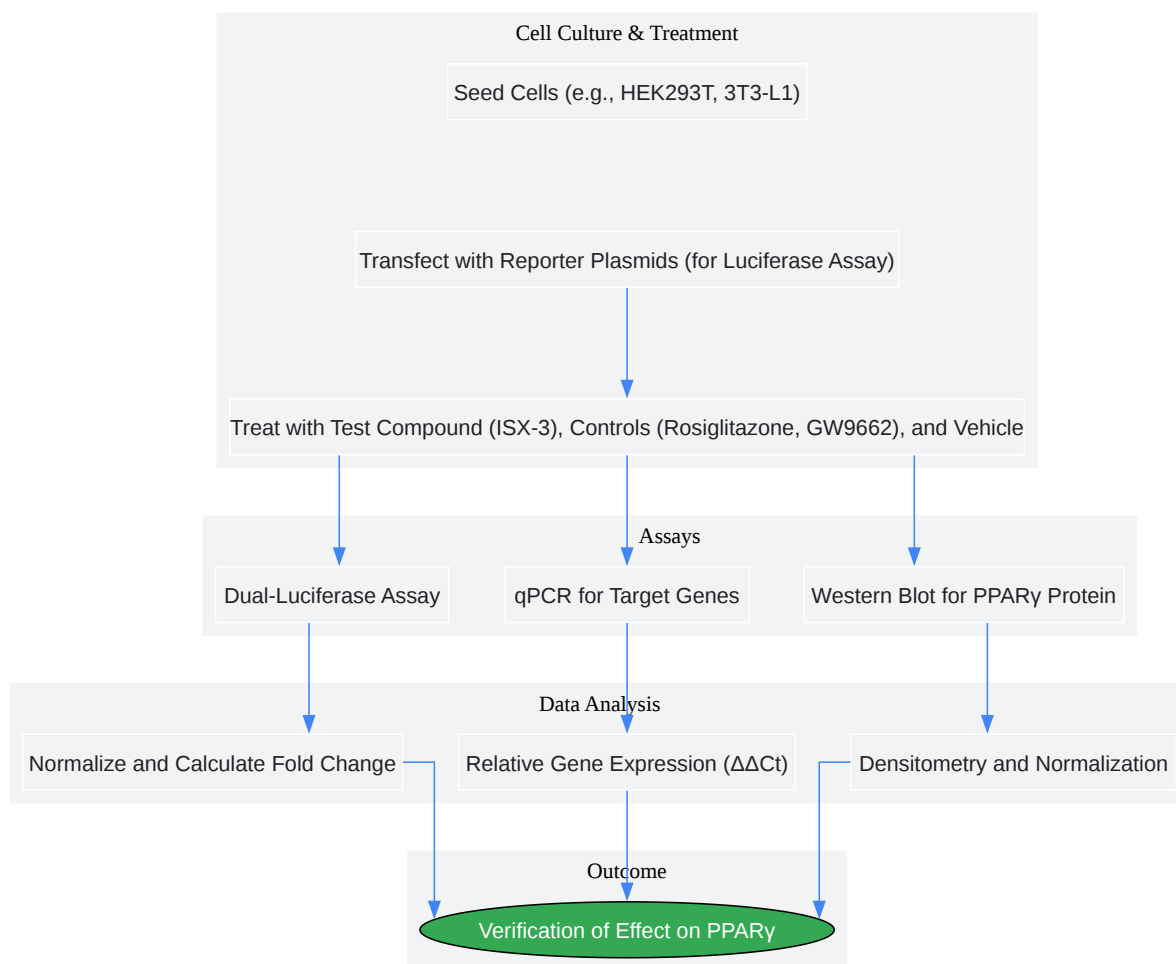 Cell Culture & Treatment
Seed Cells (e.g., HEK293T, 3T3-L1)
Transfect with Reporter Plasmids (for Luciferase Assay)
Treat with Test Compound (ISX-3), Controls (Rosiglitazone, GW9662), and Vehicle
Assays
Dual-Luciferase Assay
qPCR for Target Genes
Western Blot for PPARγ Protein
Data Analysis
Normalize and Calculate Fold Change
Relative Gene Expression (ΔΔCt)
Densitometry and Normalization
Outcome
Verification of Effect on PPARγ